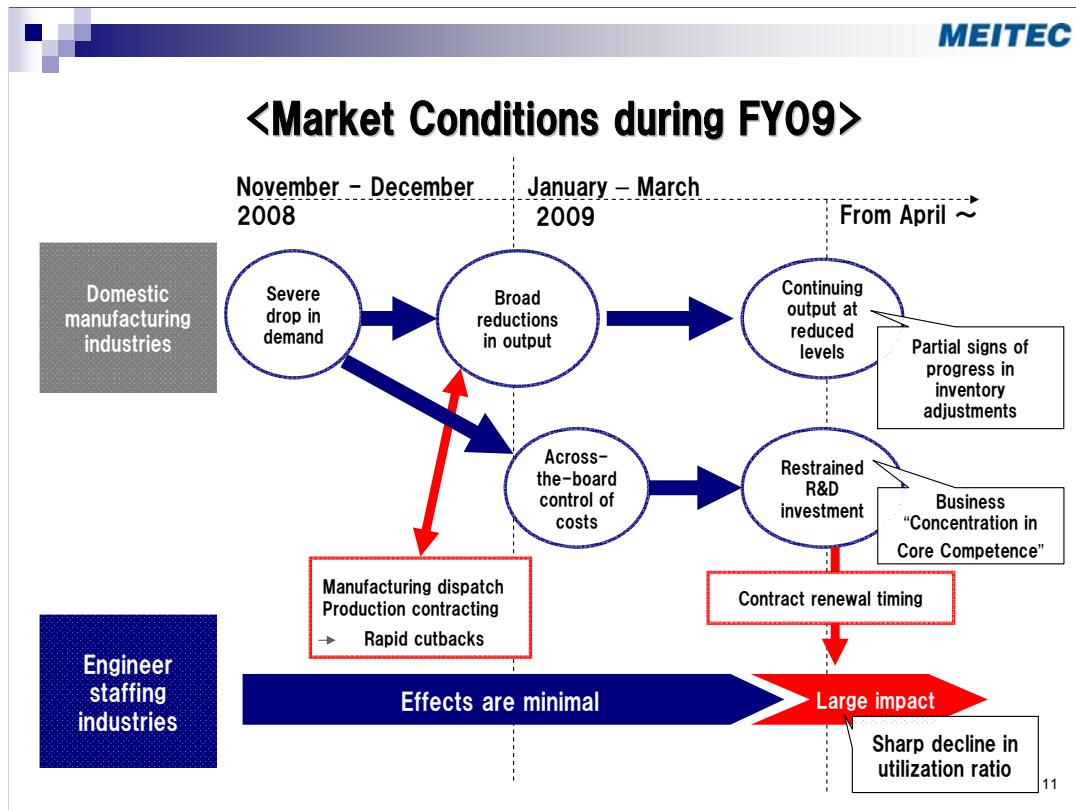 MEITEC
<Market Conditions during FY09>
November - December
2008
January – March
2009
From April ～
Domestic
manufacturing
industries
Severe
drop in
demand
Broad
reductions
in output
Continuing
output at
reduced
levels
Partial signs of
progress in
inventory
adjustments
Across-
the-board
control of
costs
Restrained
R&D
investment
Business
“Concentration in
Core Competence”
Manufacturing dispatch
Production contracting
→ Rapid cutbacks
Contract renewal timing
Engineer
staffing
industries
Effects are minimal
Large impact
Sharp decline in
utilization ratio
11